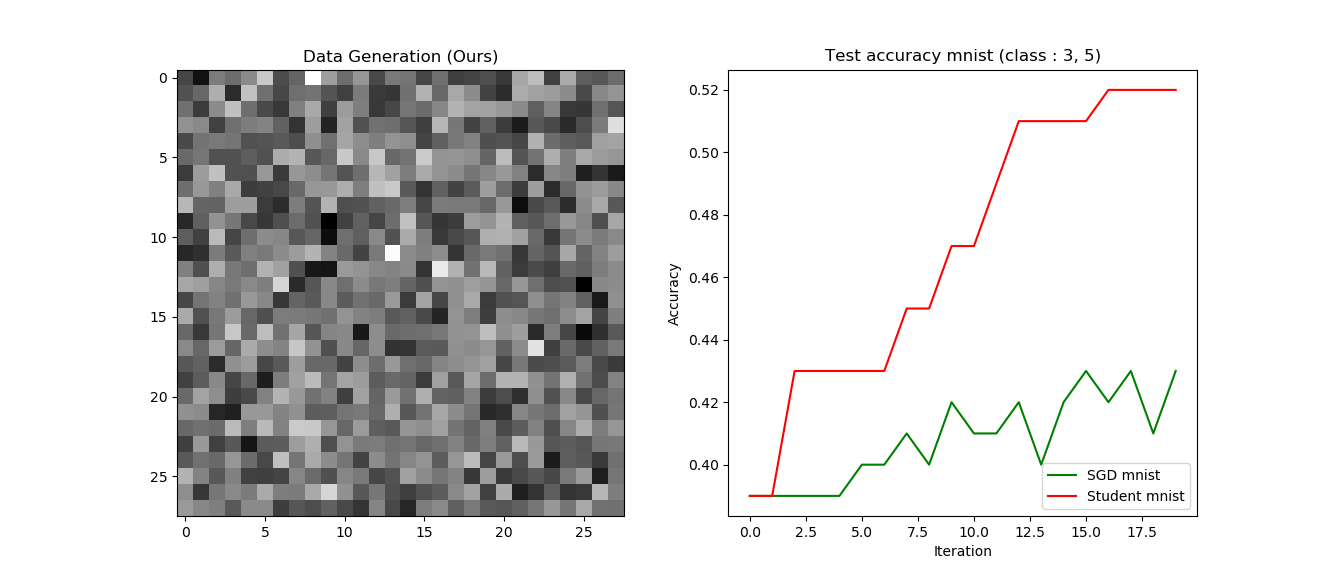 Data Generation (Ours)
0
5
10
15
20
25
0 5 10 15 20 25
Test accuracy mnist (class : 3, 5)
Accuracy
0.52
0.50
0.48
0.46
0.44
0.42
0.40
SGD mnist
Student mnist
0.0 2.5 5.0 7.5 10.0 12.5 15.0 17.5
Iteration